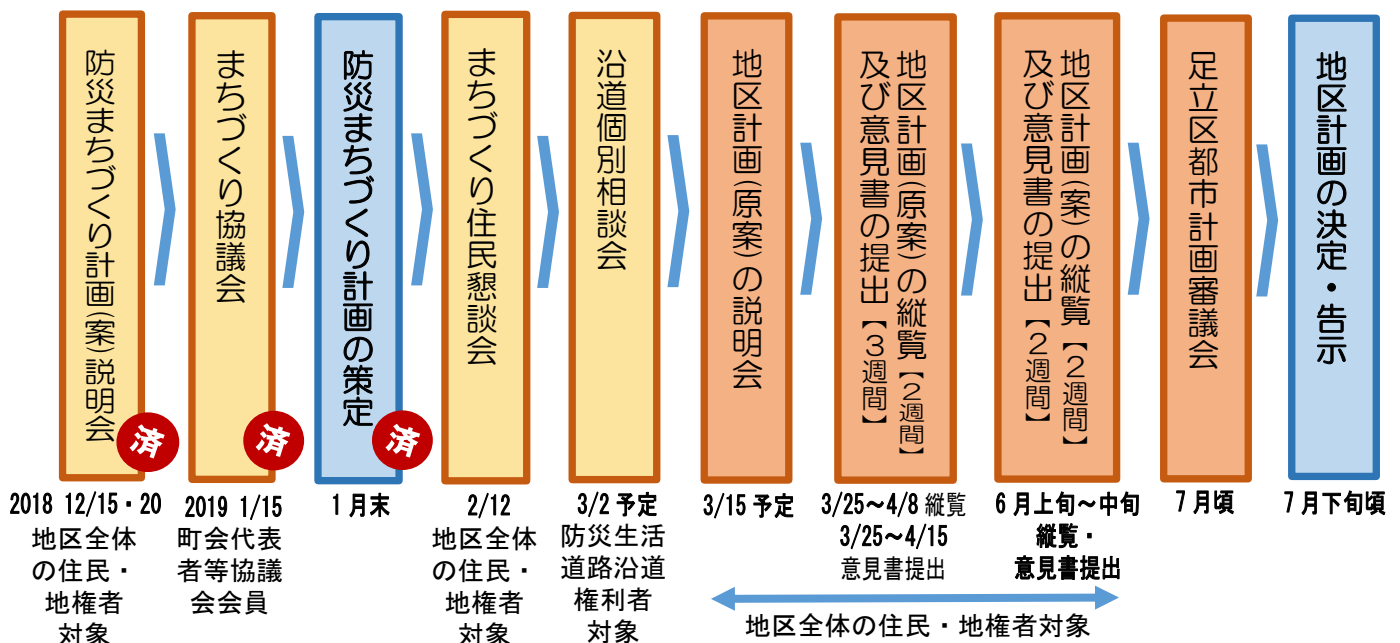 防災まちづくり計画(案)説明会
済
2018 12/15・20
地区全体
の住民・
地権者
対象
まちづくり協議会
済
2019 1/15
町会代表
者等協議
会会員
防災まちづくり計画の策定
済
1月末
まちづくり住民懇談会
2/12
地区全体
の住民・
地権者
対象
沿道個別相談会
3/2 予定
防災生活
道路沿道
権利者
対象
地区計画(原案)の説明会
3/15 予定
地区計画(原案)の縦覧【2週間】
及び意見書の提出【3週間】
3/25~4/8 縦覧
3/25~4/15
意見書提出
地区計画(案)の縦覧【2週間】
及び意見書の提出【2週間】
6月上旬~中旬
縦覧・
意見書提出
地区全体の住民・地権者対象
足立区都市計画審議会
7月頃
地区計画の決定・告示
7月下旬頃